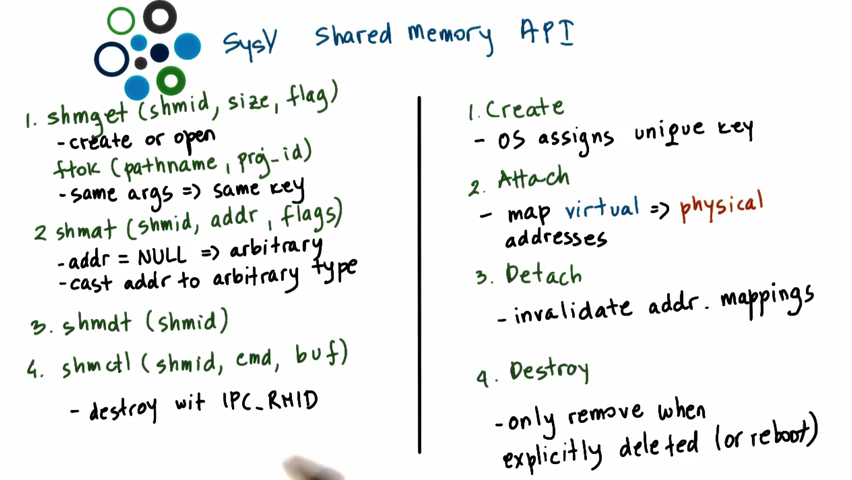 SysV Shared Memory API
1. shmget (shmid, size, flag)
- create or open
ftok (pathname, proj-id)
- same args => same key
2 shmat (shmid, addr, flags)
- addr = NULL => arbitrary
- cast addr to arbitrary type
3. shmdt (shmid)
4. shmctl (shmid, cmd, buf)
- destroy wit IPC_RMID
1. Create
- OS assigns unique key
2. Attach
- map virtual => physical
addresses
3. Detach
- invalidate addr. mappings
4. Destroy
- only remove when
explicitly deleted (or reboot)